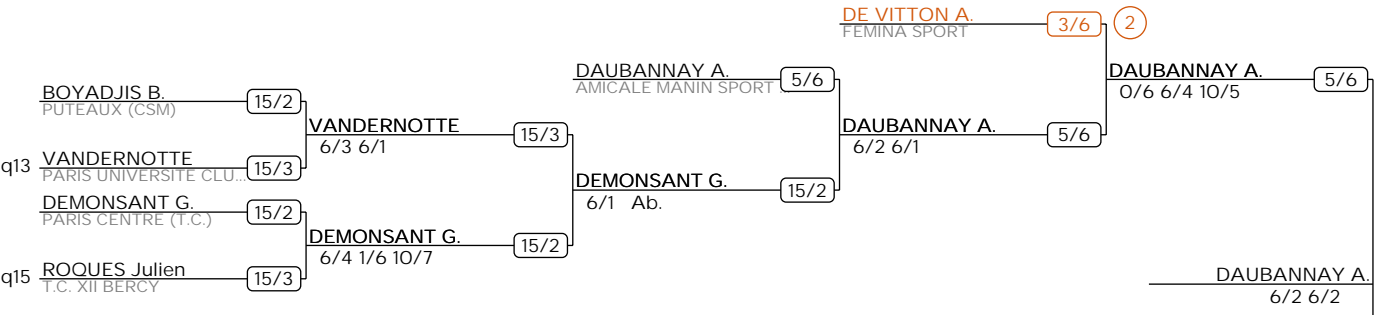 DE VITTON A.
FEMINA SPORT
3/6
2
DAUBANNAY A.
AMICALE MANIN SPORT ...
5/6
DAUBANNAY A.
0/6 6/4 10/5
5/6
BOYADJIS B.
PUTEAUX (CSM)
15/2
VANDERNOTTE
6/3 6/1
15/3
DAUBANNAY A.
6/2 6/1
5/6
q13
VANDERNOTTE
PARIS UNIVERSITE CLU...
15/3
DEMONSANT G.
6/1 Ab.
15/2
DEMONSANT G.
PARIS CENTRE (T.C.)
15/2
DEMONSANT G.
6/4 1/6 10/7
15/2
q15
ROQUES Julien
T.C. XII BERCY
15/3
DAUBANNAY A.
6/2 6/2